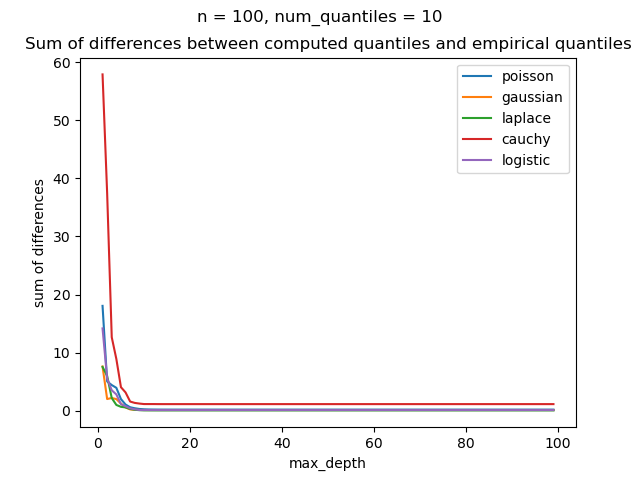 n = 100, num_quantiles = 10
Sum of differences between computed quantiles and empirical quantiles
60
50
40
30
20
10
0
sum of differences
poisson
gaussian
laplace
cauchy
logistic
0
20
40
60
80
100
max_depth